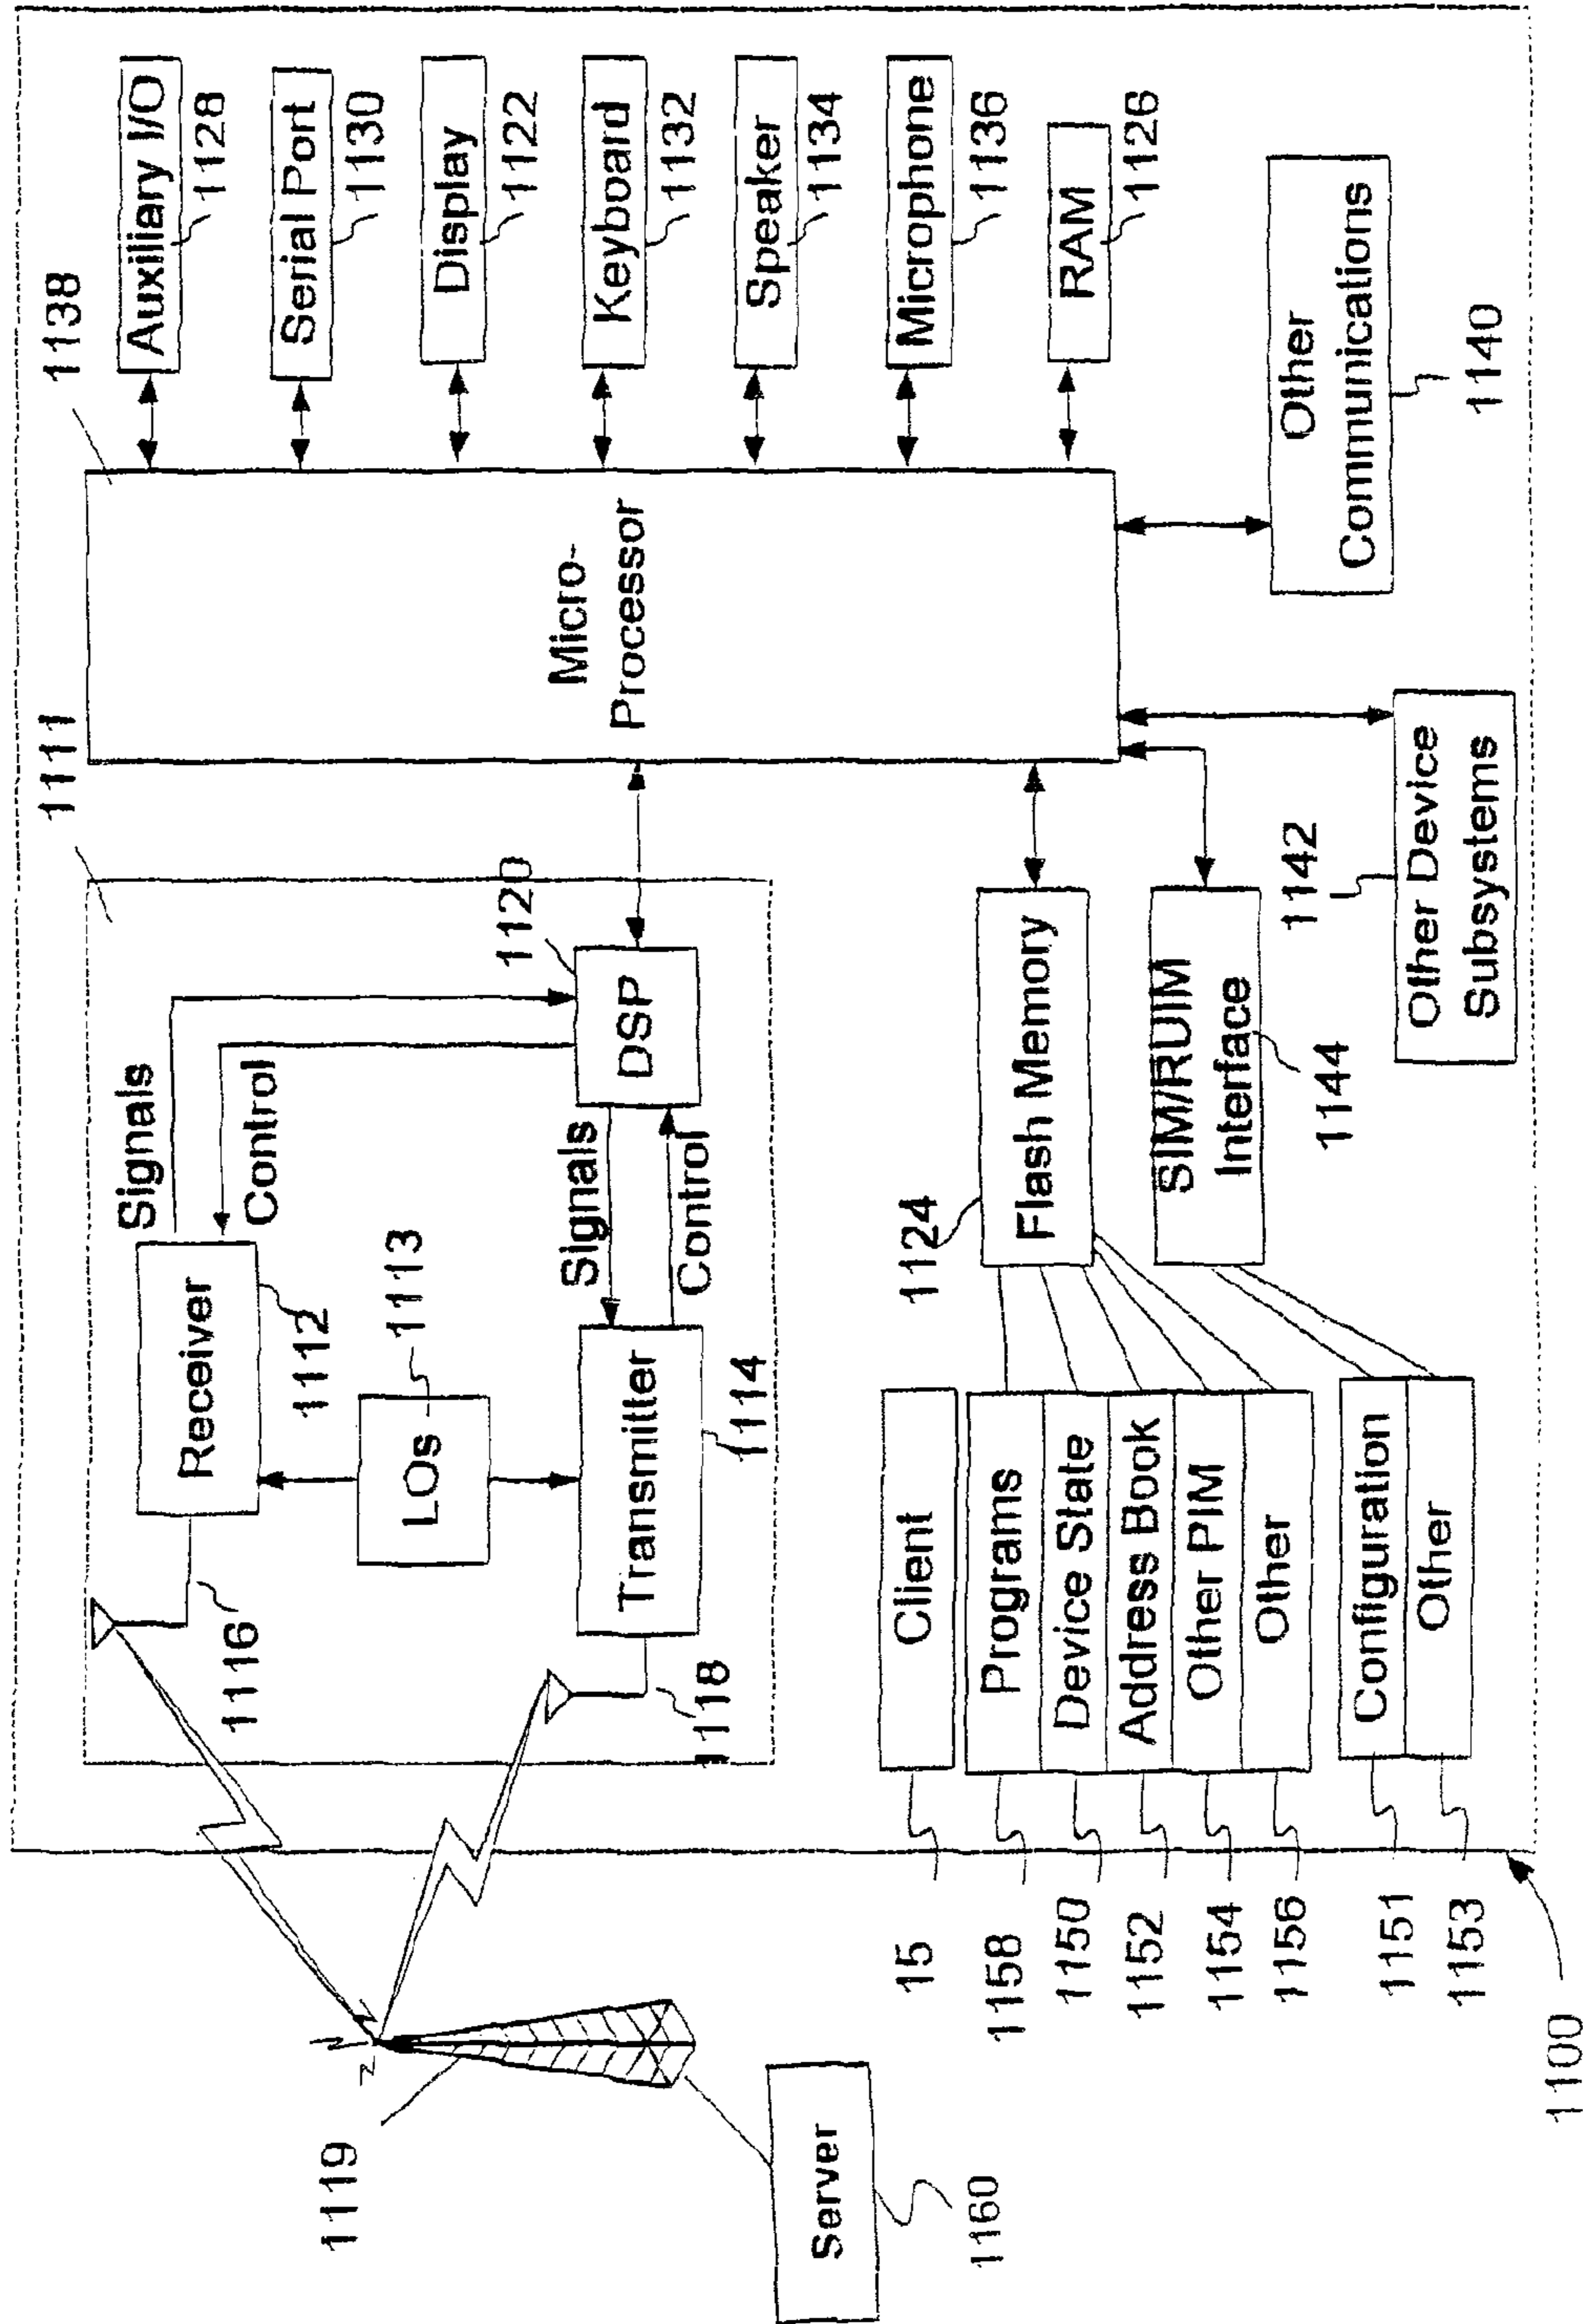 1138
1111
Auxiliary I/O
1128
Serial Port
1130
Display
1122
Keyboard
1132
Speaker
1134
Microphone
1136
RAM
1126
Micro-
Processor
Other
Communications
1140
Other Device
Subsystems
1142
SIM/RUIM
Interface
1144
Flash Memory
1124
DSP
1120
Signals
Control
Signals
Control
Receiver
1112
LOs
1113
Transmitter
1114
1116
1118
Client
Programs
Device State
Address Book
Other PIM
Other
Configuration
Other
15
1158
1150
1152
1154
1156
1151
1153
1119
Server
1160
1100